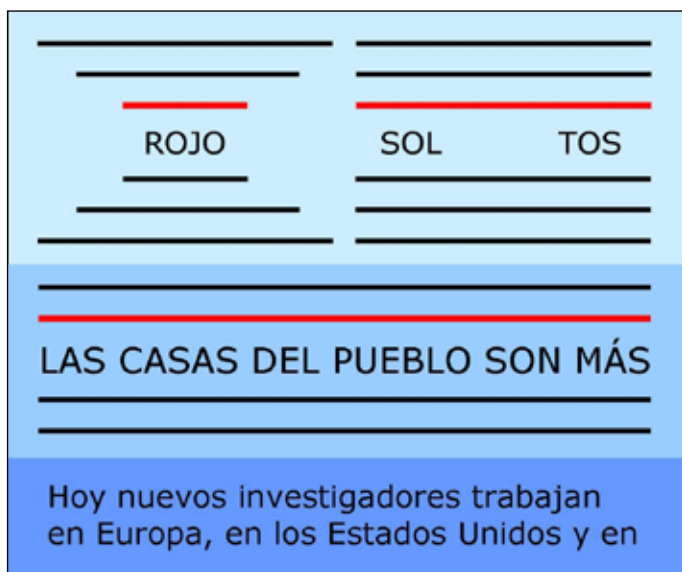 ROJO SOL TOS
LAS CASAS DEL PUEBLO SON MÁS
Hoy nuevos investigadores trabajan
en Europa, en los Estados Unidos y en